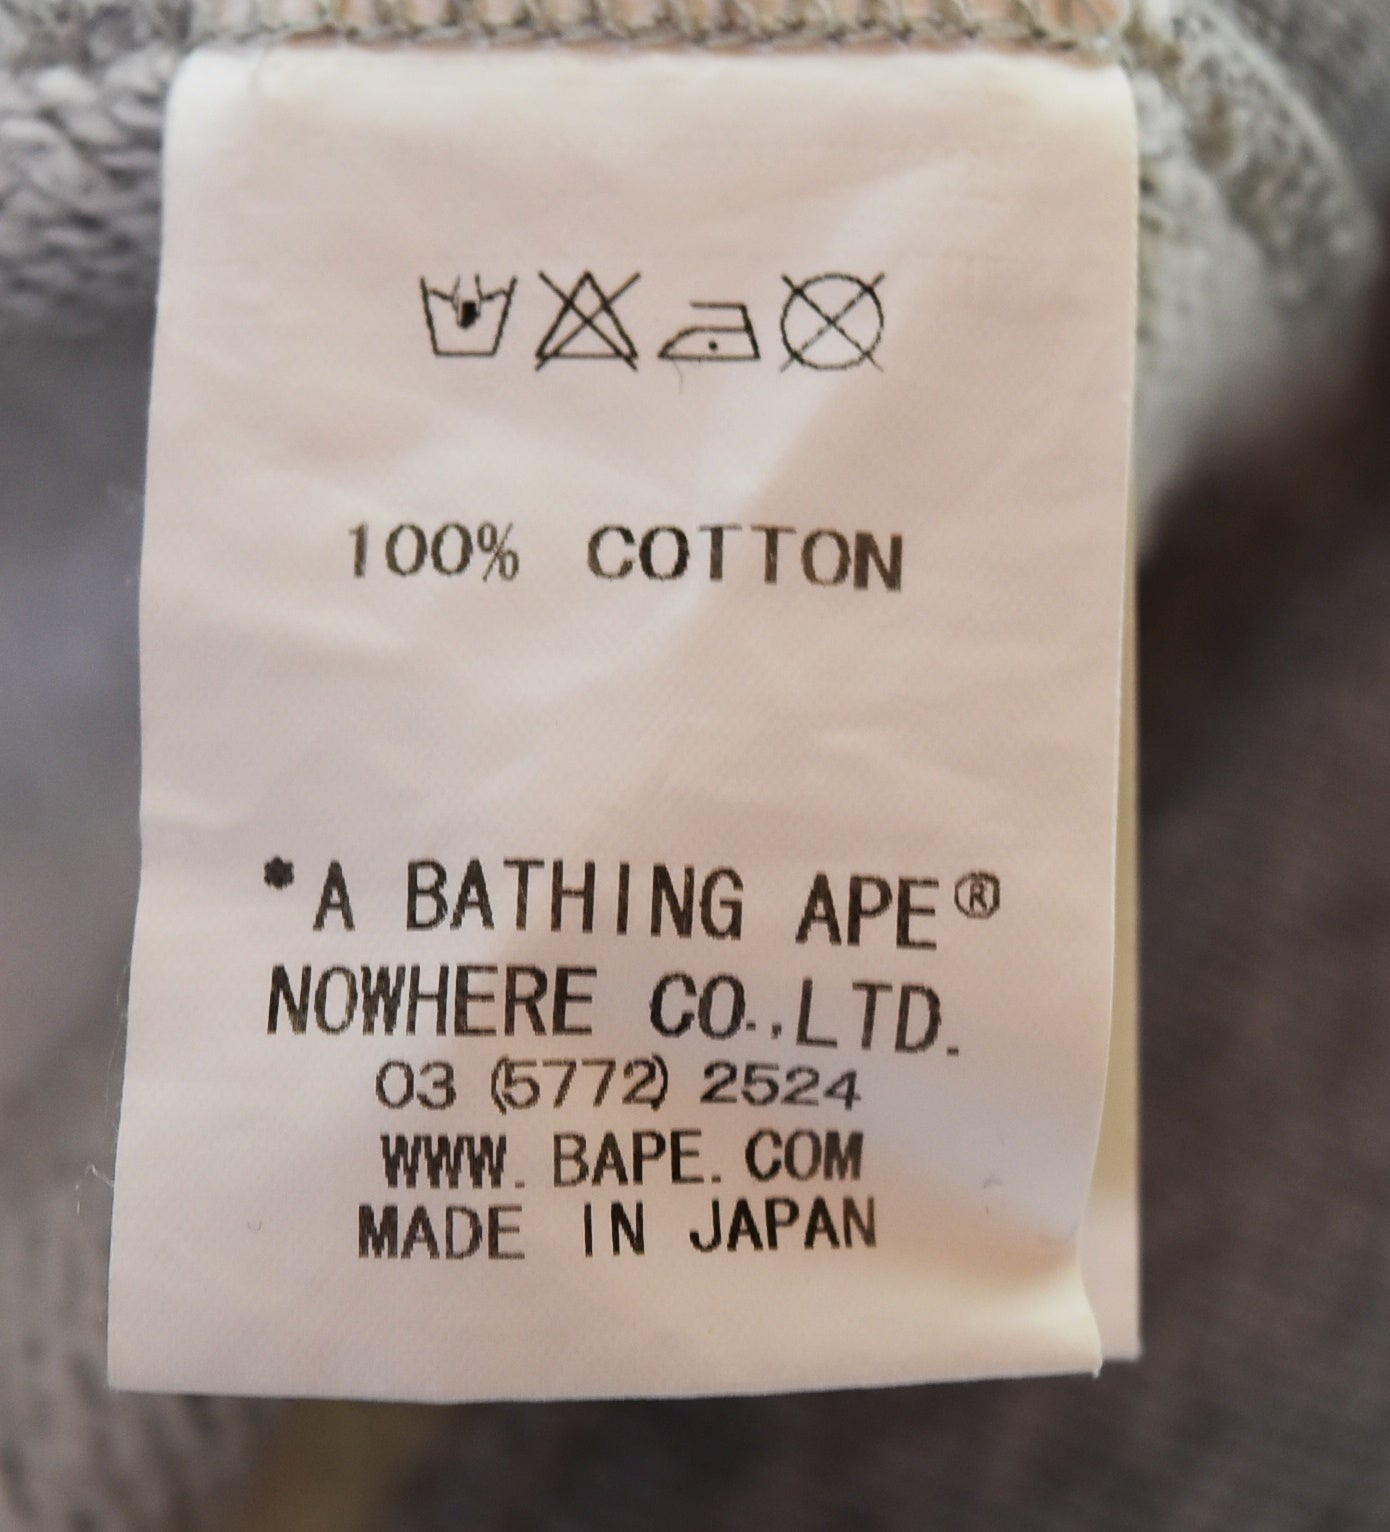 100% COTTON
*A BATHING APE®
NOWHERE CO.,LTD.
03 (5772) 2524
WWW. BAPE. COM
MADE IN JAPAN